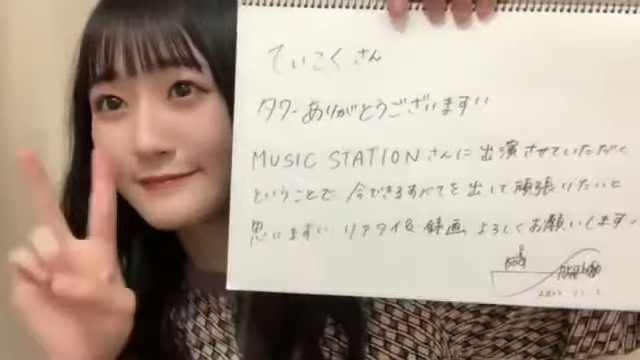 ていこくさん
タワーありがとうございます!!
MUSIC STATIONさんに出演させていただく
ということで 今できるすべてを出して頑張りたいと
思います!! リアタイ& 録画 よろしくお願いします。